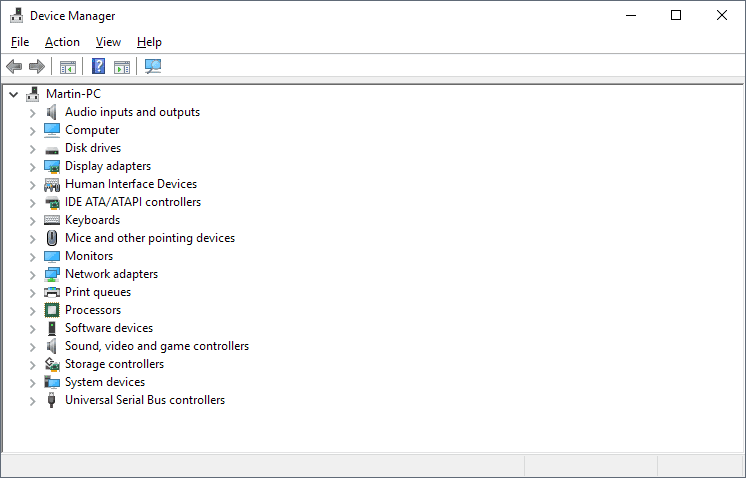 Device Manager
File Action View Help
Martin-PC
Audio inputs and outputs
Computer
Disk drives
Display adapters
Human Interface Devices
IDE ATA/ATAPI controllers
Keyboards
Mice and other pointing devices
Monitors
Network adapters
Print queues
Processors
Software devices
Sound, video and game controllers
Storage controllers
System devices
Universal Serial Bus controllers